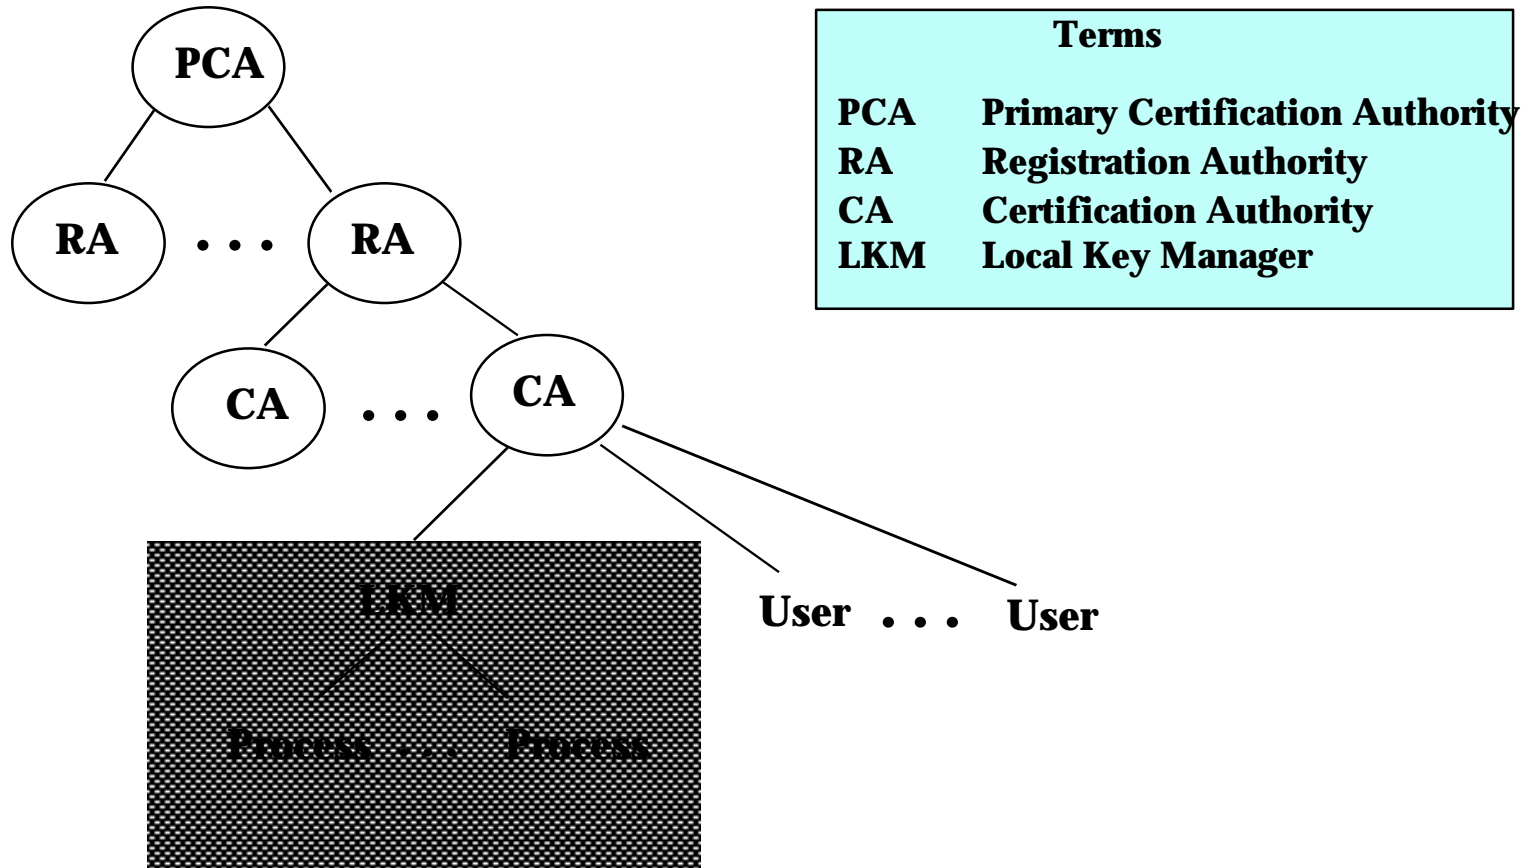 PCA
Terms
PCA Primary Certification Authority
RA Registration Authority
CA Certification Authority
LKM Local Key Manager
RA . . . RA
CA . . . CA
LKM
User . . . User
Process . . . Process